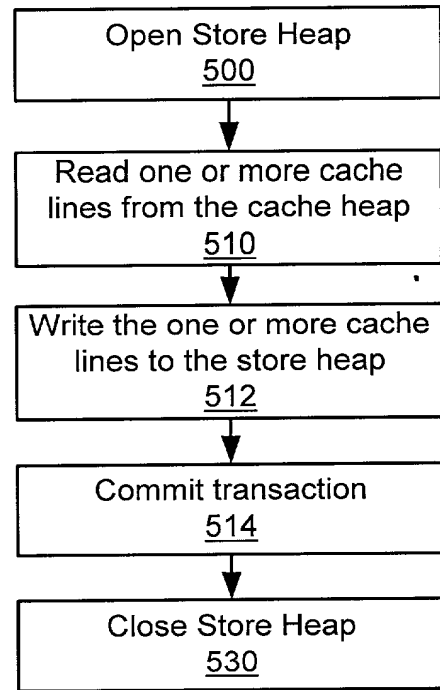 Open Store Heap
500
Read one or more cache
lines from the cache heap
510
Write the one or more cache
lines to the store heap
512
Commit transaction
514
Close Store Heap
530